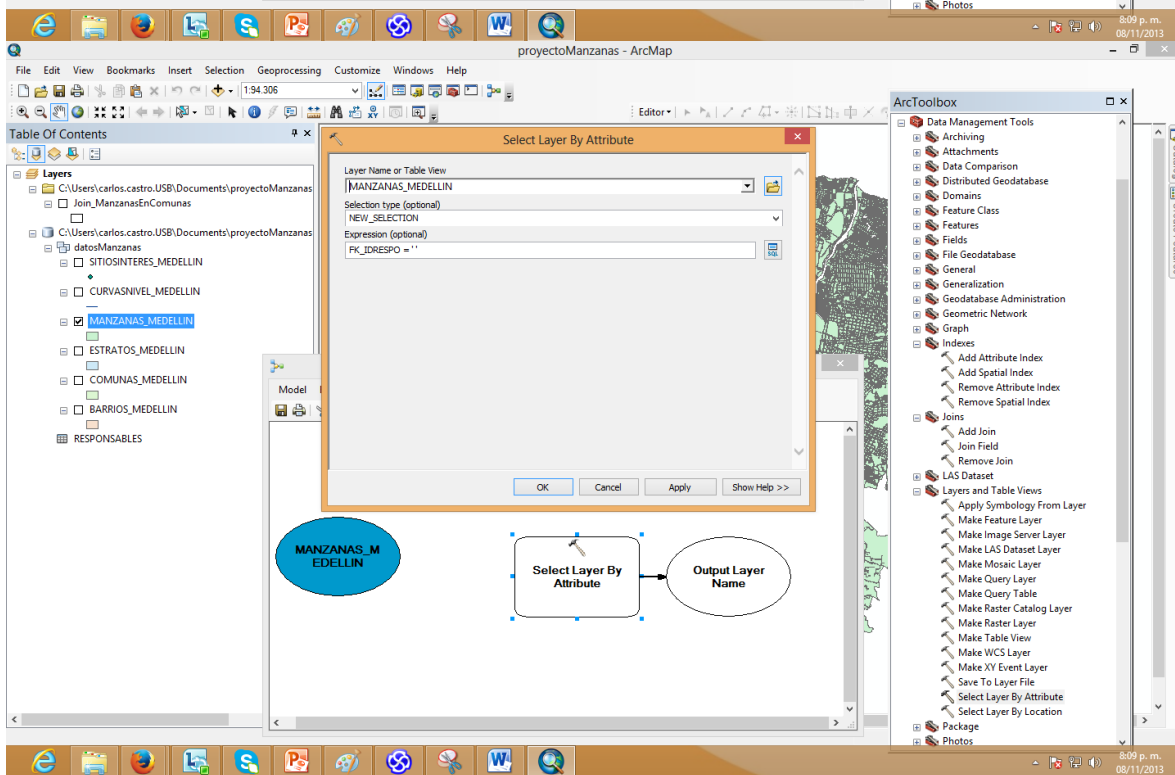 Photos
8:09 p. m.
08/11/2013
proyectoManzanas - ArcMap
File Edit View Bookmarks Insert Selection Geoprocessing Customize Windows Help
1:94.306
Editor
Table Of Contents
Layers
C:\Users\carlos.castro.USB\Documents\proyectoManzanas
Join_ManzanasEnComunas
C:\Users\carlos.castro.USB\Documents\proyectoManzanas
datosManzanas
SITIOSINTERES_MEDELLIN
CURVASNIVEL_MEDELLIN
MANZANAS_MEDELLIN
ESTRATOS_MEDELLIN
COMUNAS_MEDELLIN
BARRIOS_MEDELLIN
RESPONSABLES
Select Layer By Attribute
Layer Name or Table View
MANZANAS_MEDELLIN
Selection type (optional)
NEW_SELECTION
Expression (optional)
FK_IDRESPO = ' '
SQL
OK Cancel Apply Show Help >>
Model
MANZANAS_M
EDELLIN
Select Layer By
Attribute
Output Layer
Name
ArcToolbox
Data Management Tools
Archiving
Attachments
Data Comparison
Distributed Geodatabase
Domains
Feature Class
Features
Fields
File Geodatabase
General
Generalization
Geodatabase Administration
Geometric Network
Graph
Indexes
Add Attribute Index
Add Spatial Index
Remove Attribute Index
Remove Spatial Index
Joins
Add Join
Join Field
Remove Join
LAS Dataset
Layers and Table Views
Apply Symbology From Layer
Make Feature Layer
Make Image Server Layer
Make LAS Dataset Layer
Make Mosaic Layer
Make Query Layer
Make Query Table
Make Raster Catalog Layer
Make Raster Layer
Make Table View
Make WCS Layer
Make XY Event Layer
Save To Layer File
Select Layer By Attribute
Select Layer By Location
Package
Photos
8:09 p. m.
08/11/2013